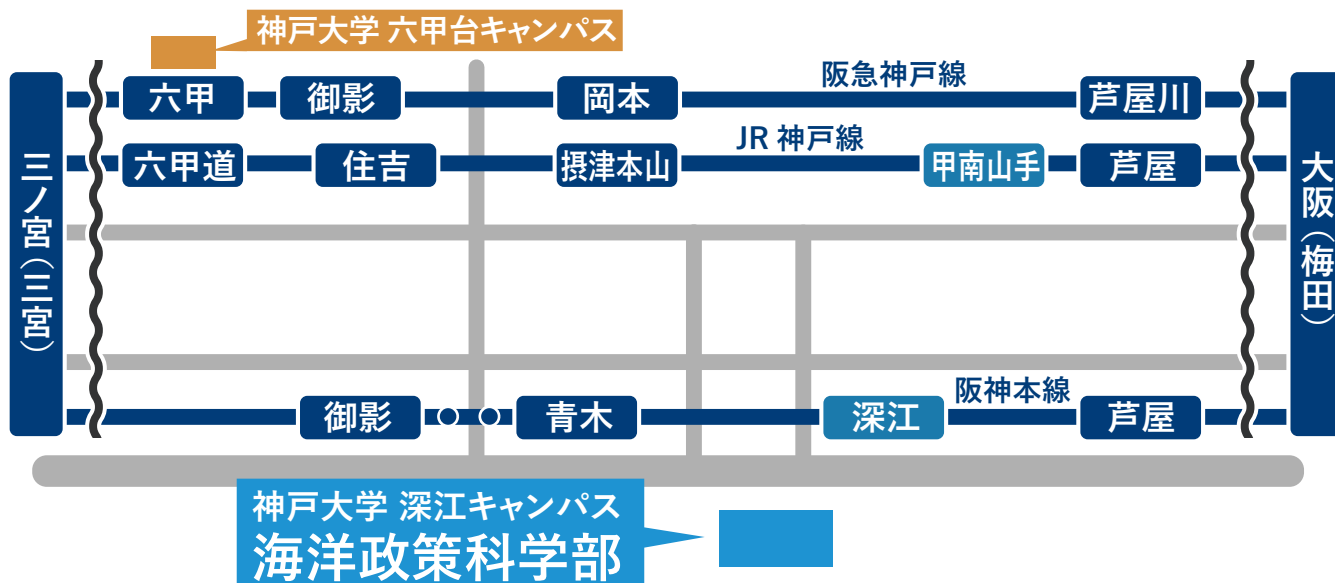 神戸大学 六甲台キャンパス
阪急神戸線
六甲
御影
岡本
芦屋川
JR 神戸線
六甲道
住吉
摂津本山
甲南山手
芦屋
三ノ宮（三宮）
大阪（梅田）
阪神本線
御影
青木
深江
芦屋
神戸大学 深江キャンパス
海洋政策科学部